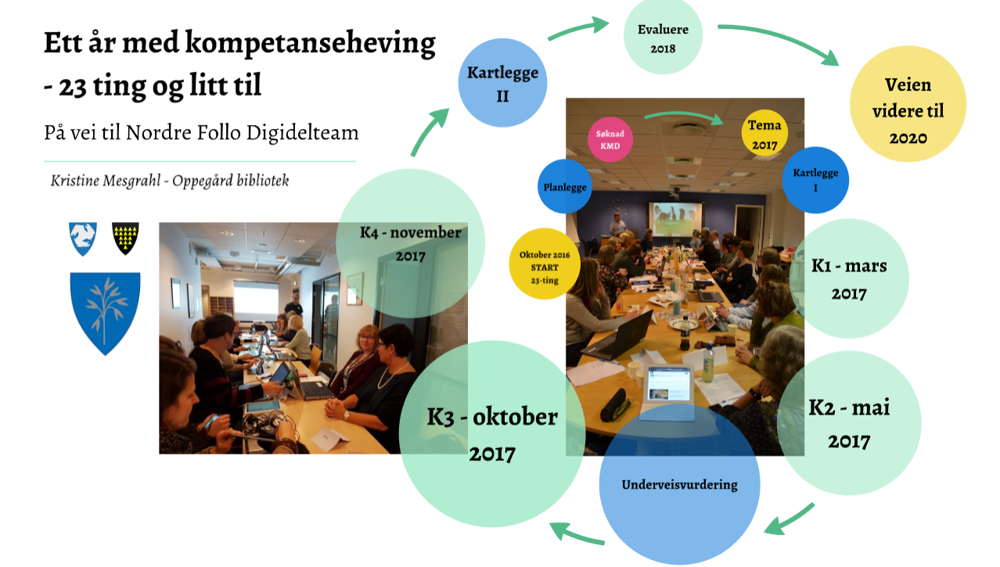 Ett år med kompetanseheving
- 23 ting og litt til
På vei til Nordre Follo Digidelteam
Kristine Mesgrahl - Oppegård bibliotek
Oktober 2016
START
23-ting
Planlegge
Søknad
KMD
Tema
2017
Kartlegge
I
K1 - mars
2017
K2 - mai
2017
Underveisvurdering
K3 - oktober
2017
K4 - november
2017
Kartlegge
II
Evaluere
2018
Veien
videre til
2020